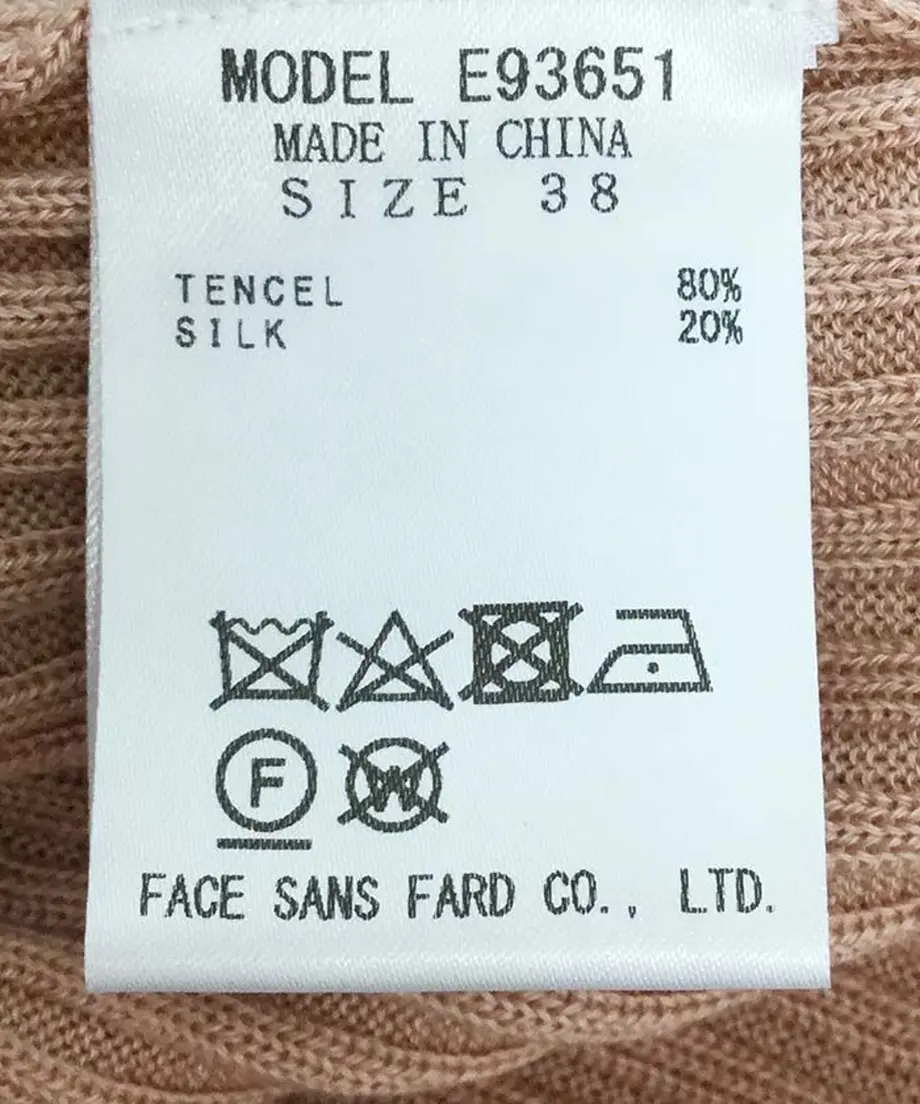 MODEL E93651
MADE IN CHINA
SIZE 38
TENCEL 80%
SILK 20%
F W
FACE SANS FARD CO., LTD.